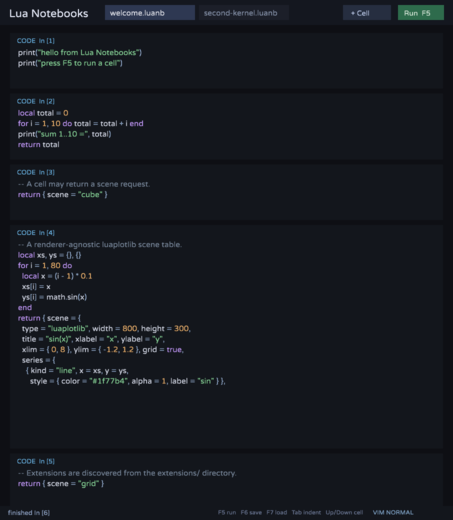 Lua Notebooks welcome.luanb second-kernel.luanb + Cell Run F5
CODE In [1]
print("hello from Lua Notebooks")
print("press F5 to run a cell")
CODE In [2]
local total = 0
for i = 1, 10 do total = total + i end
print("sum 1..10 =", total)
return total
CODE In [3]
-- A cell may return a scene request.
return { scene = "cube" }
CODE In [4]
-- A renderer-agnostic luaplotlib scene table.
local xs, ys = {}, {}
for i = 1, 80 do
local x = (i - 1) * 0.1
xs[i] = x
ys[i] = math.sin(x)
end
return { scene = {
type = "luaplotlib", width = 800, height = 300,
title = "sin(x)", xlabel = "x", ylabel = "y",
xlim = { 0, 8 }, ylim = { -1.2, 1.2 }, grid = true,
series = {
{ kind = "line", x = xs, y = ys,
style = { color = "#1f77b4", alpha = 1, label = "sin" } },
CODE In [5]
-- Extensions are discovered from the extensions/ directory.
return { scene = "grid" }
finished In [6] F5 run F6 save F7 load Tab indent Up/Down cell VIM NORMAL